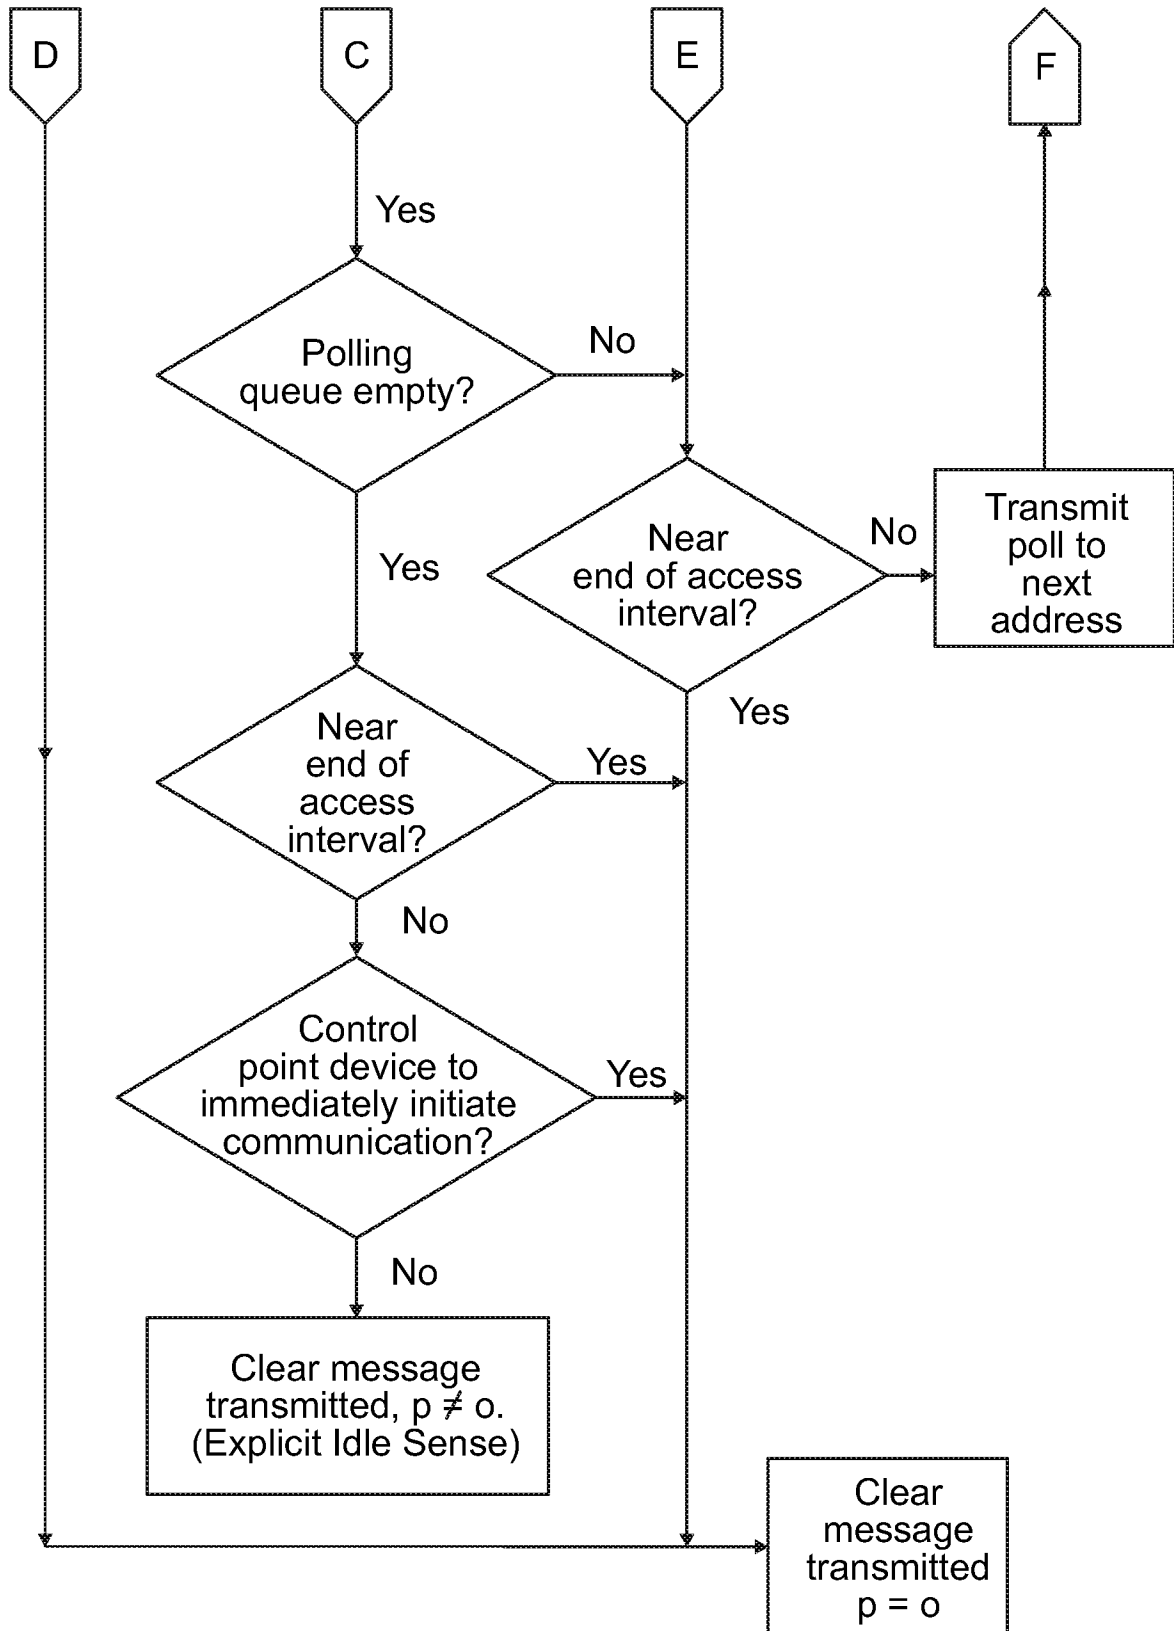 D
C
E
F
Yes
Polling
queue empty?
No
Yes
Near
end of access
interval?
No
Transmit
poll to
next
address
Yes
Near
end of
access
interval?
Yes
No
Control
point device to
immediately initiate
communication?
Yes
No
Clear message
transmitted, p ≠ o.
(Explicit Idle Sense)
Clear
message
transmitted
p = o